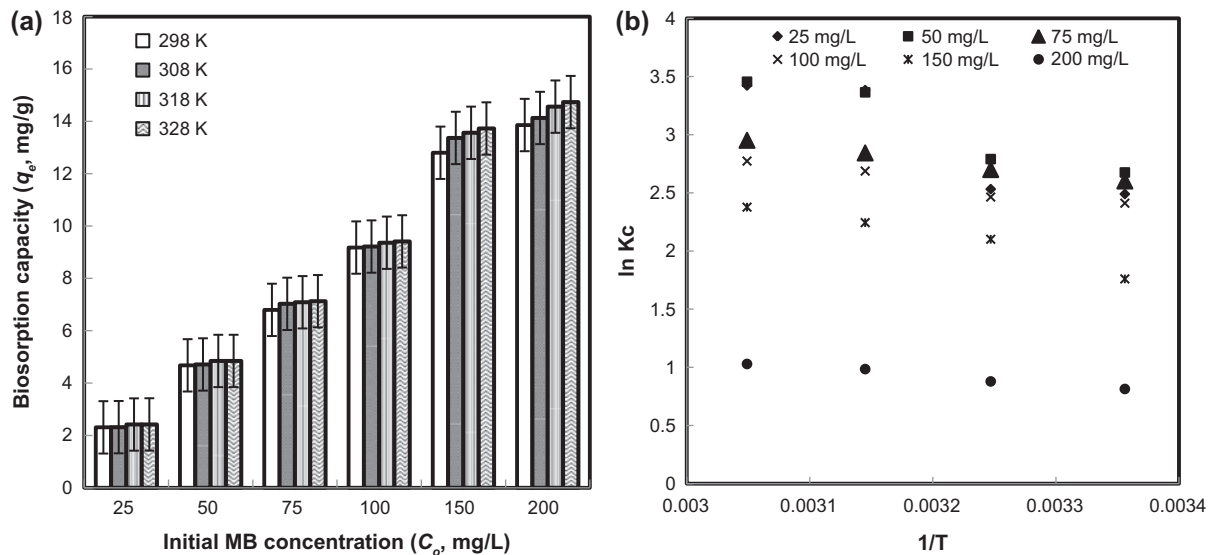 (a)
18
16
14
12
10
8
6
4
2
0
Biosorption capacity (qe, mg/g)
298 K
308 K
318 K
328 K
25 50 75 100 150 200
Initial MB concentration (Co, mg/L)
(b)
25 mg/L 50 mg/L 75 mg/L
100 mg/L 150 mg/L 200 mg/L
4
3.5
3
2.5
2
1.5
1
0.5
0
ln Kc
0.003 0.0031 0.0032 0.0033 0.0034
1/T